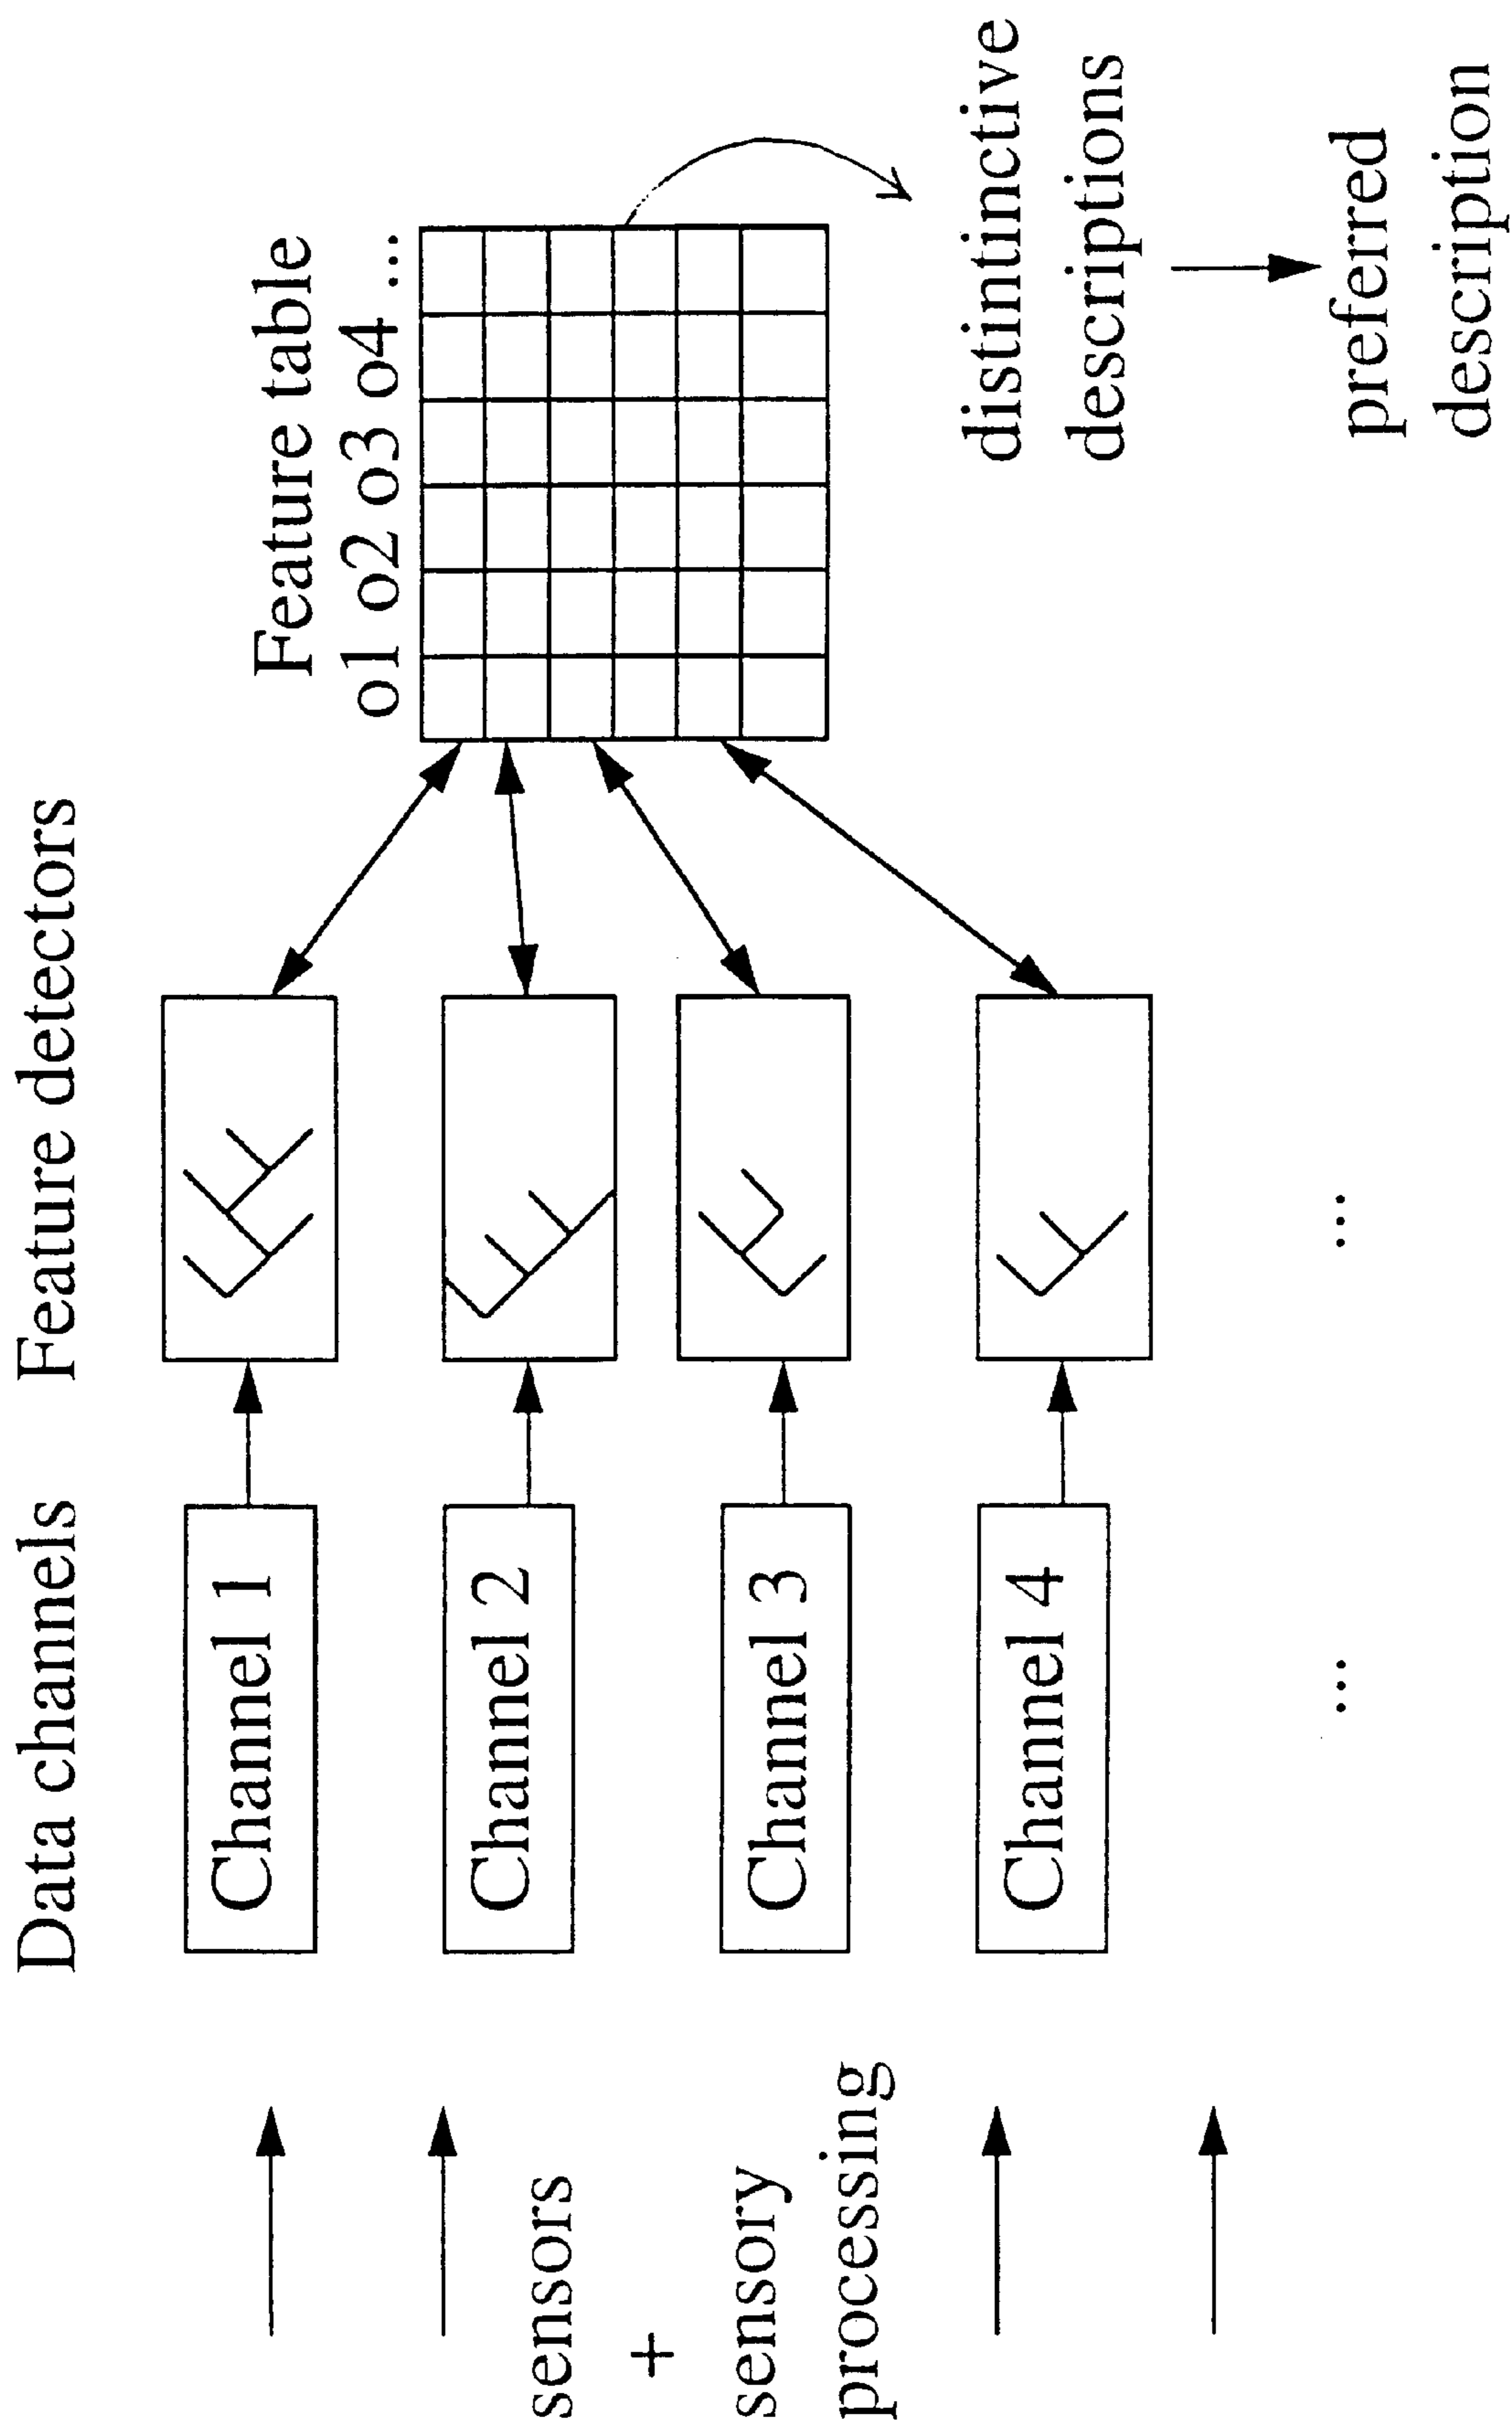 Data channels
Feature detectors
Feature table
o1 o2 o3 o4 ...
sensors
+
sensory
processing
Channel 1
Channel 2
Channel 3
Channel 4
...
...
distintinctive
descriptions
preferred
description